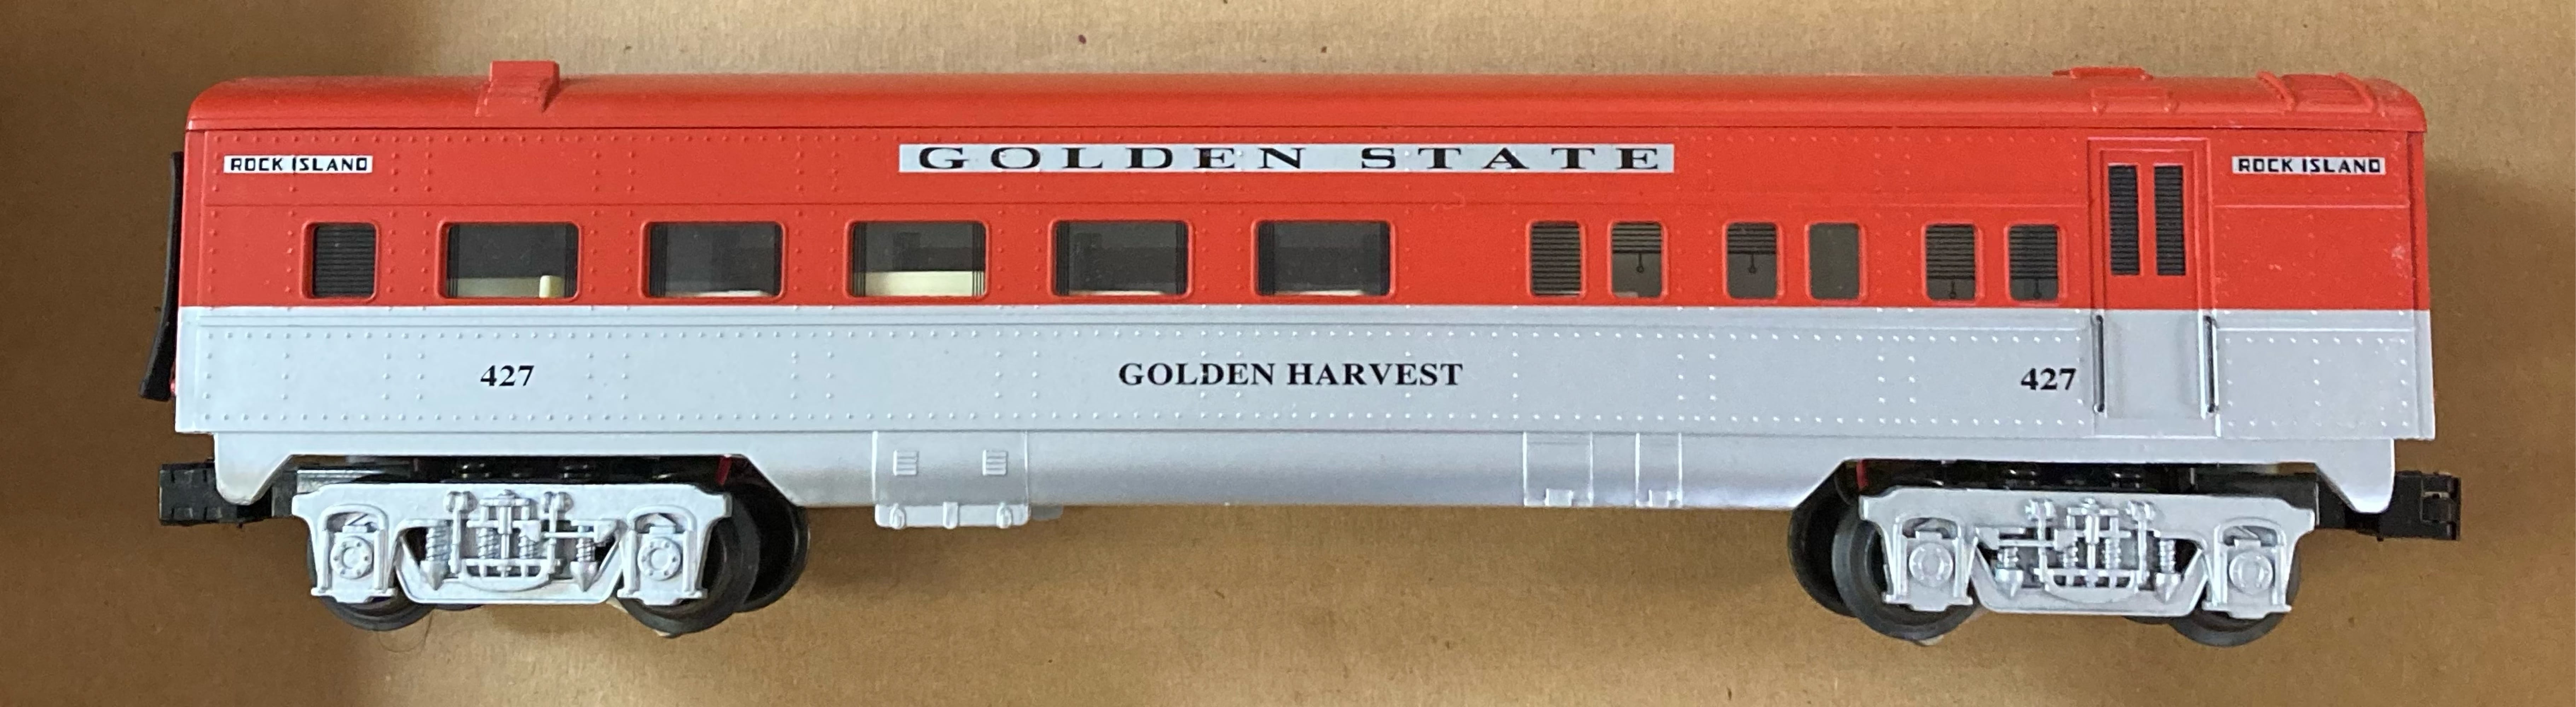 ROCK ISLAND
GOLDEN STATE
ROCK ISLAND
427
GOLDEN HARVEST
427